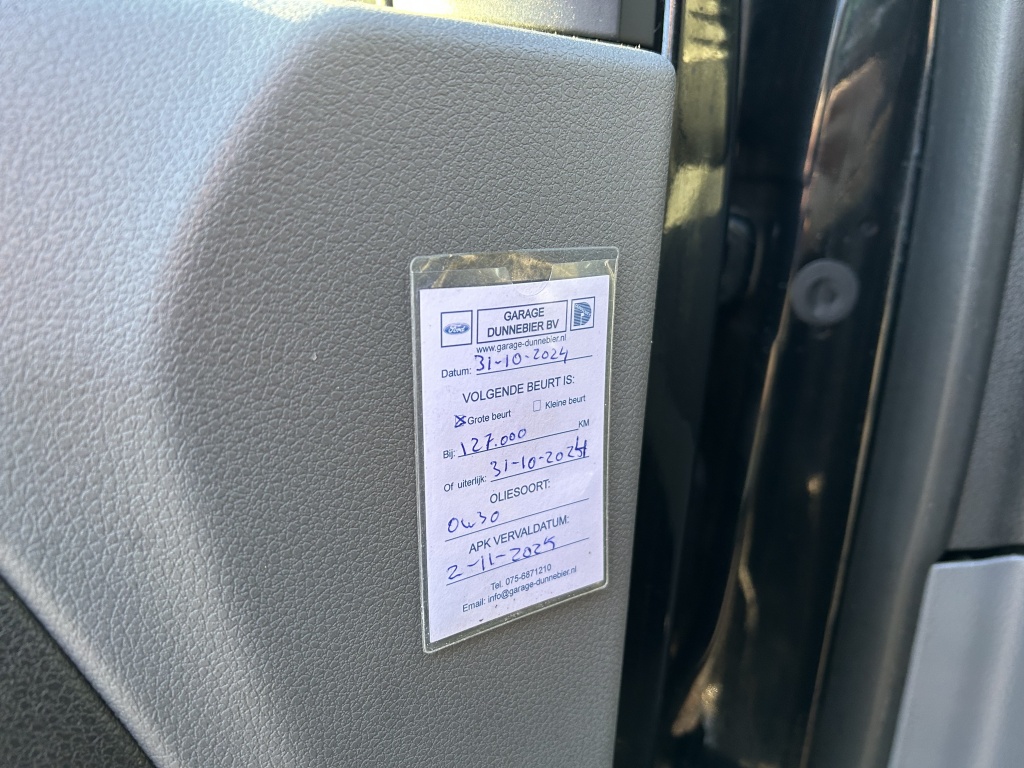 Ford
GARAGE
DUNNEBIER BV
www.garage-dunnebier.nl
Datum: 31-10-2024
VOLGENDE BEURT IS:
☒ Grote beurt ☐ Kleine beurt
Bij: 127.000 KM
Of uiterlijk: 31-10-2025
OLIESOORT:
0w30
APK VERVALDATUM:
2-11-2025
Tel. 075-6871210
Email: info@garage-dunnebier.nl